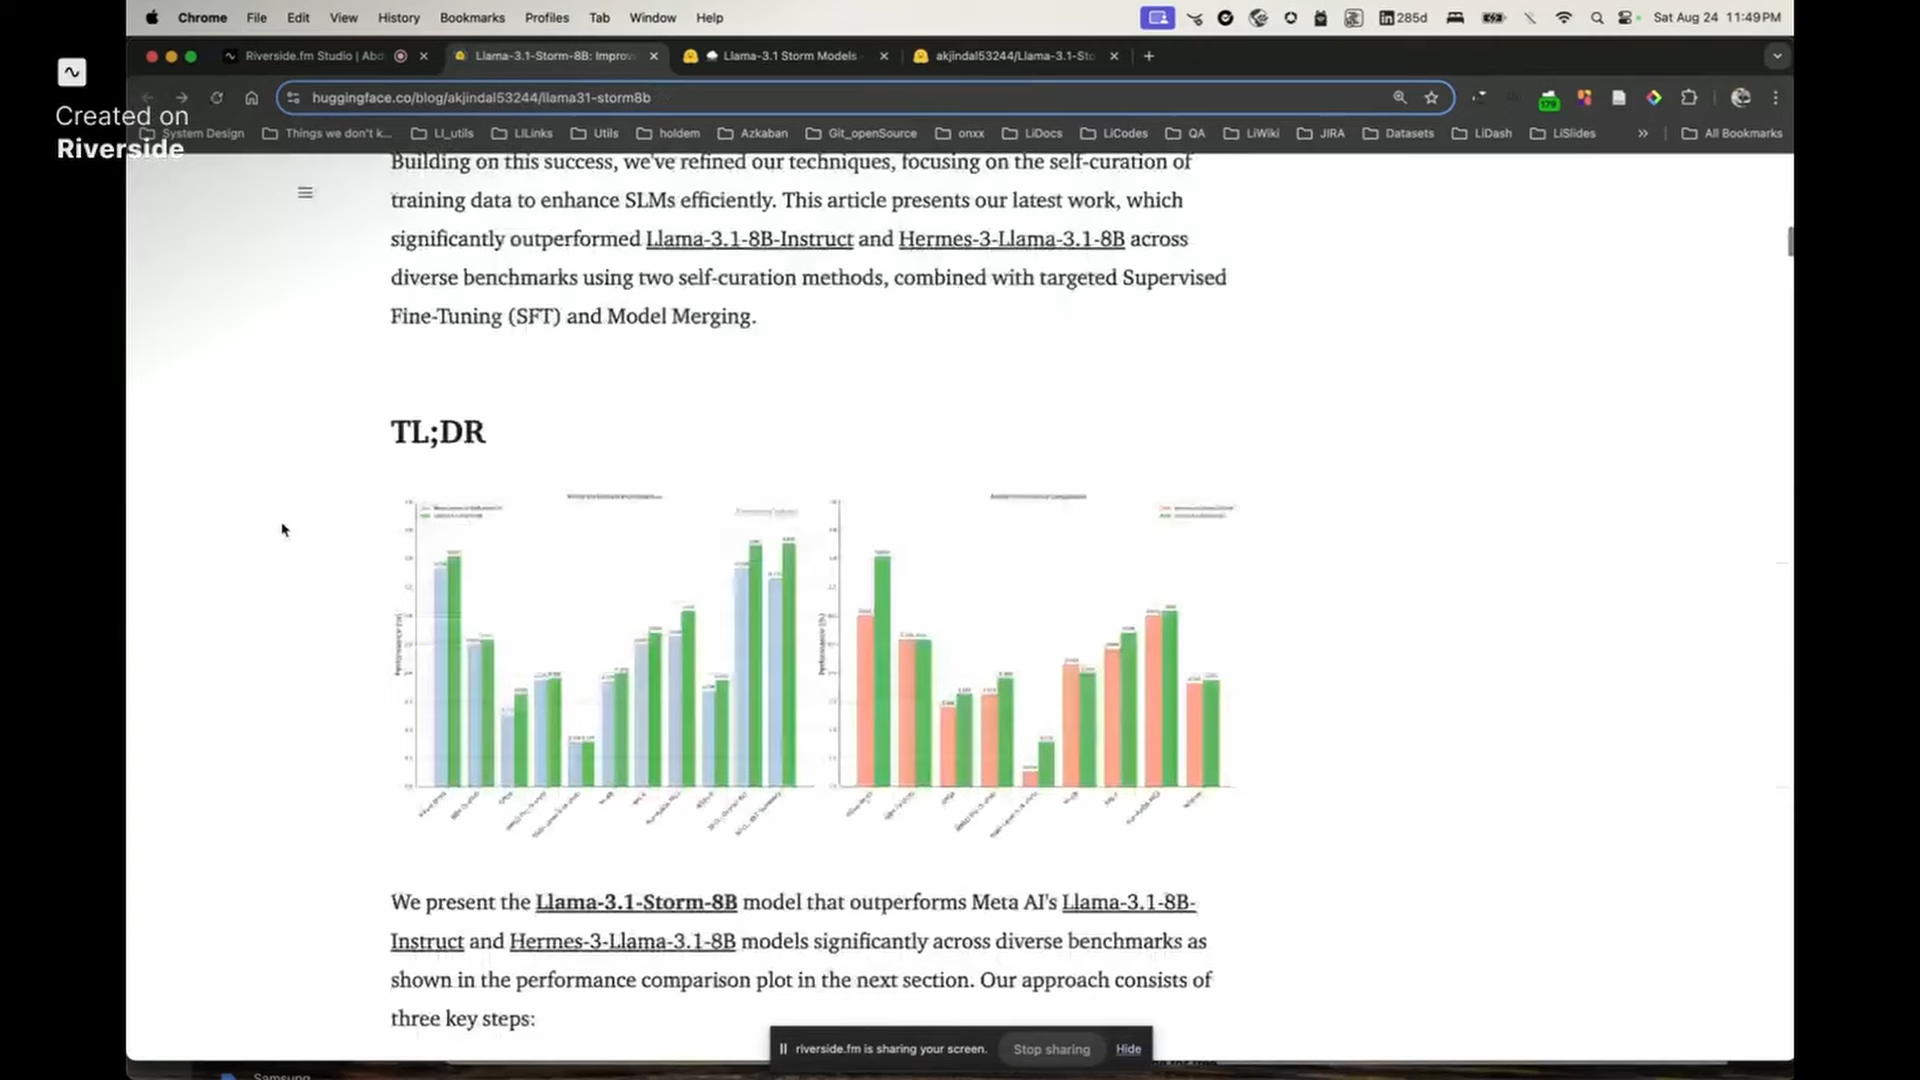 Chrome File Edit View History Bookmarks Profiles Tab Window Help 285d Sat Aug 24 11:49 PM
Riverside.fm Studio | Abd
Llama-3.1-Storm-8B: Improv
Llama-3.1 Storm Models
akjindal53244/Llama-3.1-Sto
Created on
Riverside
huggingface.co/blog/akjindal53244/llama31-storm8b
179
System Design Things we don't k... LI_utils LILinks Utils holdem Azkaban Git_openSource onxx LiDocs LiCodes QA LiWiki JIRA Datasets LiDash LiSlides » All Bookmarks
Building on this success, we've refined our techniques, focusing on the self-curation of
training data to enhance SLMs efficiently. This article presents our latest work, which
significantly outperformed Llama-3.1-8B-Instruct and Hermes-3-Llama-3.1-8B across
diverse benchmarks using two self-curation methods, combined with targeted Supervised
Fine-Tuning (SFT) and Model Merging.
TL;DR
Performance (%)
Performance (%)
We present the Llama-3.1-Storm-8B model that outperforms Meta AI's Llama-3.1-8B-
Instruct and Hermes-3-Llama-3.1-8B models significantly across diverse benchmarks as
shown in the performance comparison plot in the next section. Our approach consists of
three key steps:
riverside.fm is sharing your screen. Stop sharing Hide
Samsung